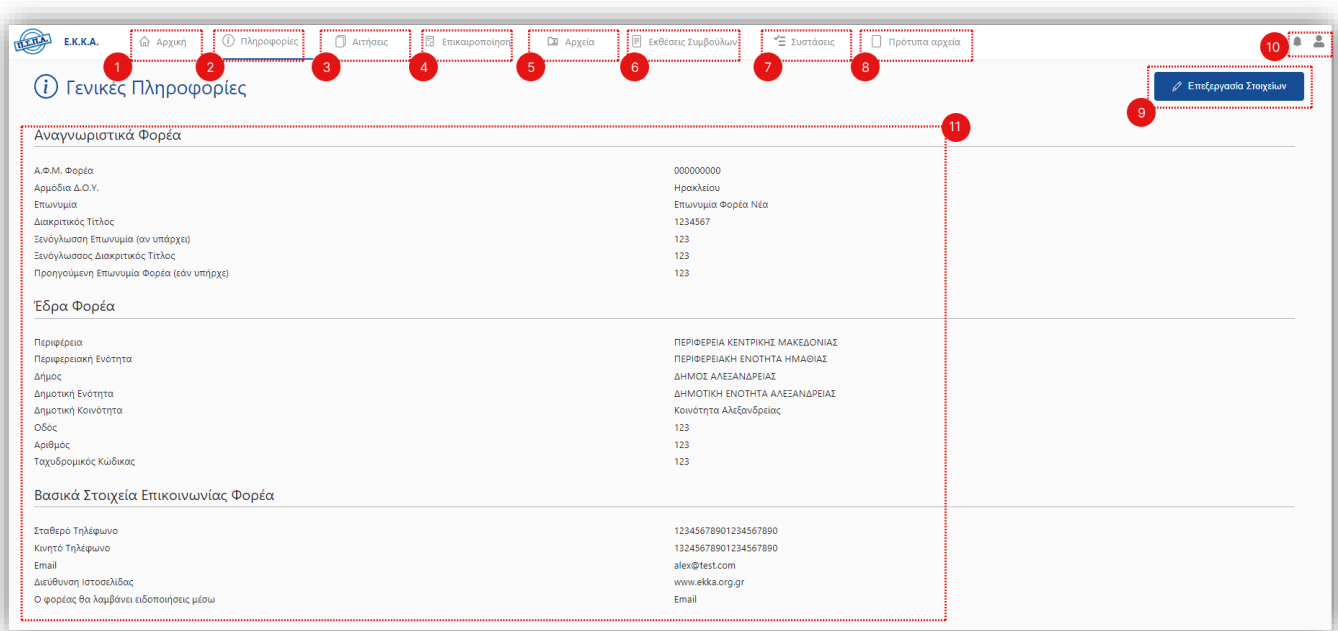 Π.Ε.Π.Α. Ε.Κ.Κ.Α. Αρχική Πληροφορίες Αιτήσεις Επικαιροποίηση Αρχεία Εκθέσεις Συμβούλων Συστάσεις Πρότυπα αρχεία
1 2 3 4 5 6 7 8 10
Γενικές Πληροφορίες Επεξεργασία Στοιχείων
9
Αναγνωριστικά Φορέα 11
Α.Φ.Μ. Φορέα 000000000
Αρμόδια Δ.Ο.Υ. Ηρακλείου
Επωνυμία Επωνυμία Φορέα Νέα
Διακριτικός Τίτλος 1234567
Ξενόγλωσση Επωνυμία (αν υπάρχει) 123
Ξενόγλωσσος Διακριτικός Τίτλος 123
Προηγούμενη Επωνυμία Φορέα (εάν υπήρχε) 123
Έδρα Φορέα
Περιφέρεια ΠΕΡΙΦΕΡΕΙΑ ΚΕΝΤΡΙΚΗΣ ΜΑΚΕΔΟΝΙΑΣ
Περιφερειακή Ενότητα ΠΕΡΙΦΕΡΕΙΑΚΗ ΕΝΟΤΗΤΑ ΗΜΑΘΙΑΣ
Δήμος ΔΗΜΟΣ ΑΛΕΞΑΝΔΡΕΙΑΣ
Δημοτική Ενότητα ΔΗΜΟΤΙΚΗ ΕΝΟΤΗΤΑ ΑΛΕΞΑΝΔΡΕΙΑΣ
Δημοτική Κοινότητα Κοινότητα Αλεξανδρείας
Οδός 123
Αριθμός 123
Ταχυδρομικός Κώδικας 123
Βασικά Στοιχεία Επικοινωνίας Φορέα
Σταθερό Τηλέφωνο 12345678901234567890
Κινητό Τηλέφωνο 13245678901234567890
Email alex@test.com
Διεύθυνση Ιστοσελίδας www.ekka.org.gr
Ο φορέας θα λαμβάνει ειδοποιήσεις μέσω Email